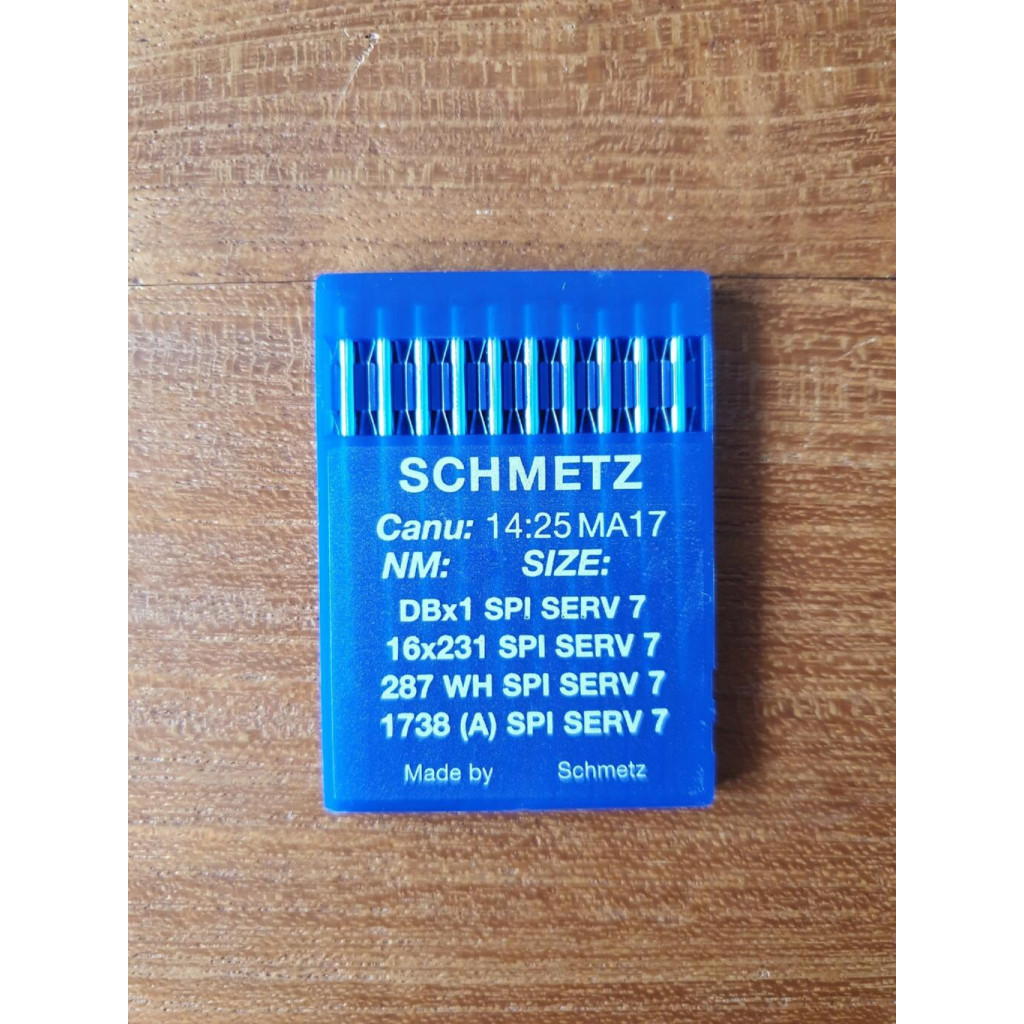 SCHMETZ
Canu: 14:25 MA17
NM: SIZE:
DBx1 SPI SERV 7
16x231 SPI SERV 7
287 WH SPI SERV 7
1738 (A) SPI SERV 7
Made by Schmetz